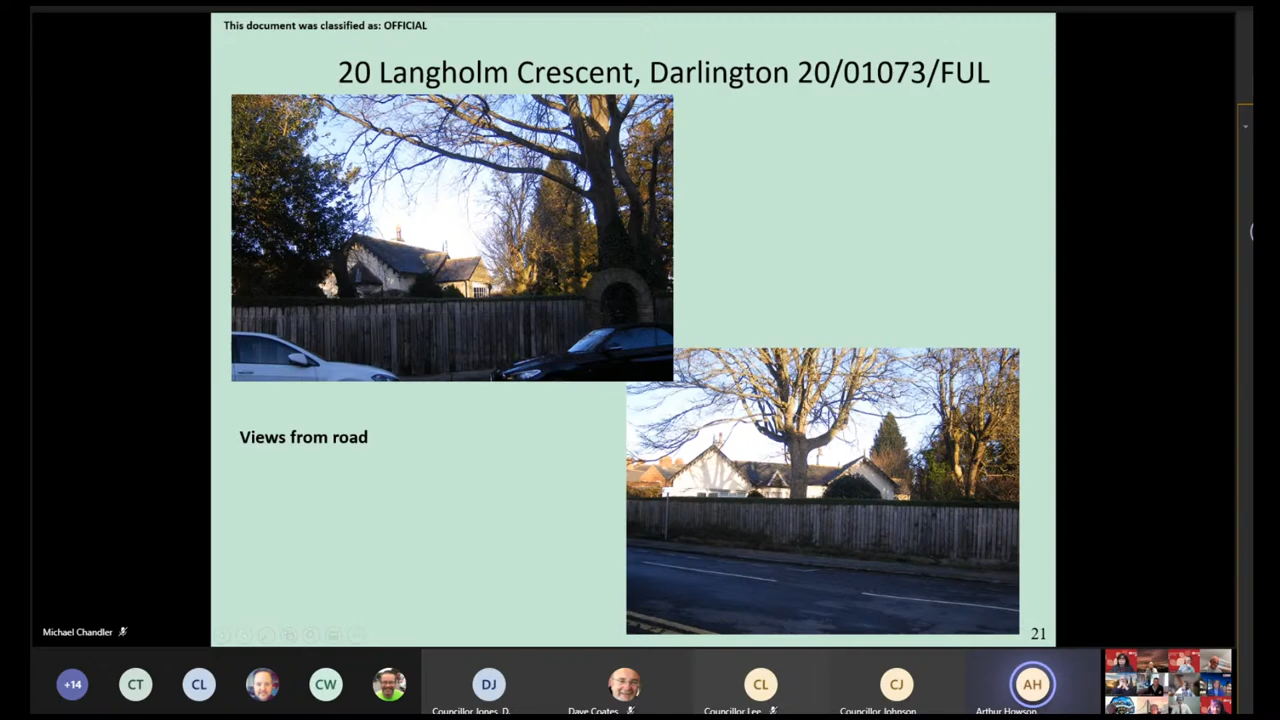 This document was classified as: OFFICIAL
20 Langholm Crescent, Darlington 20/01073/FUL
Views from road
21
Michael Chandler
+14
CT
CL
CW
DJ
CL
CJ
AH
Councillor Jones, D.
Dave Coates
Councillor Lee
Councillor Johnson
Arthur Howson